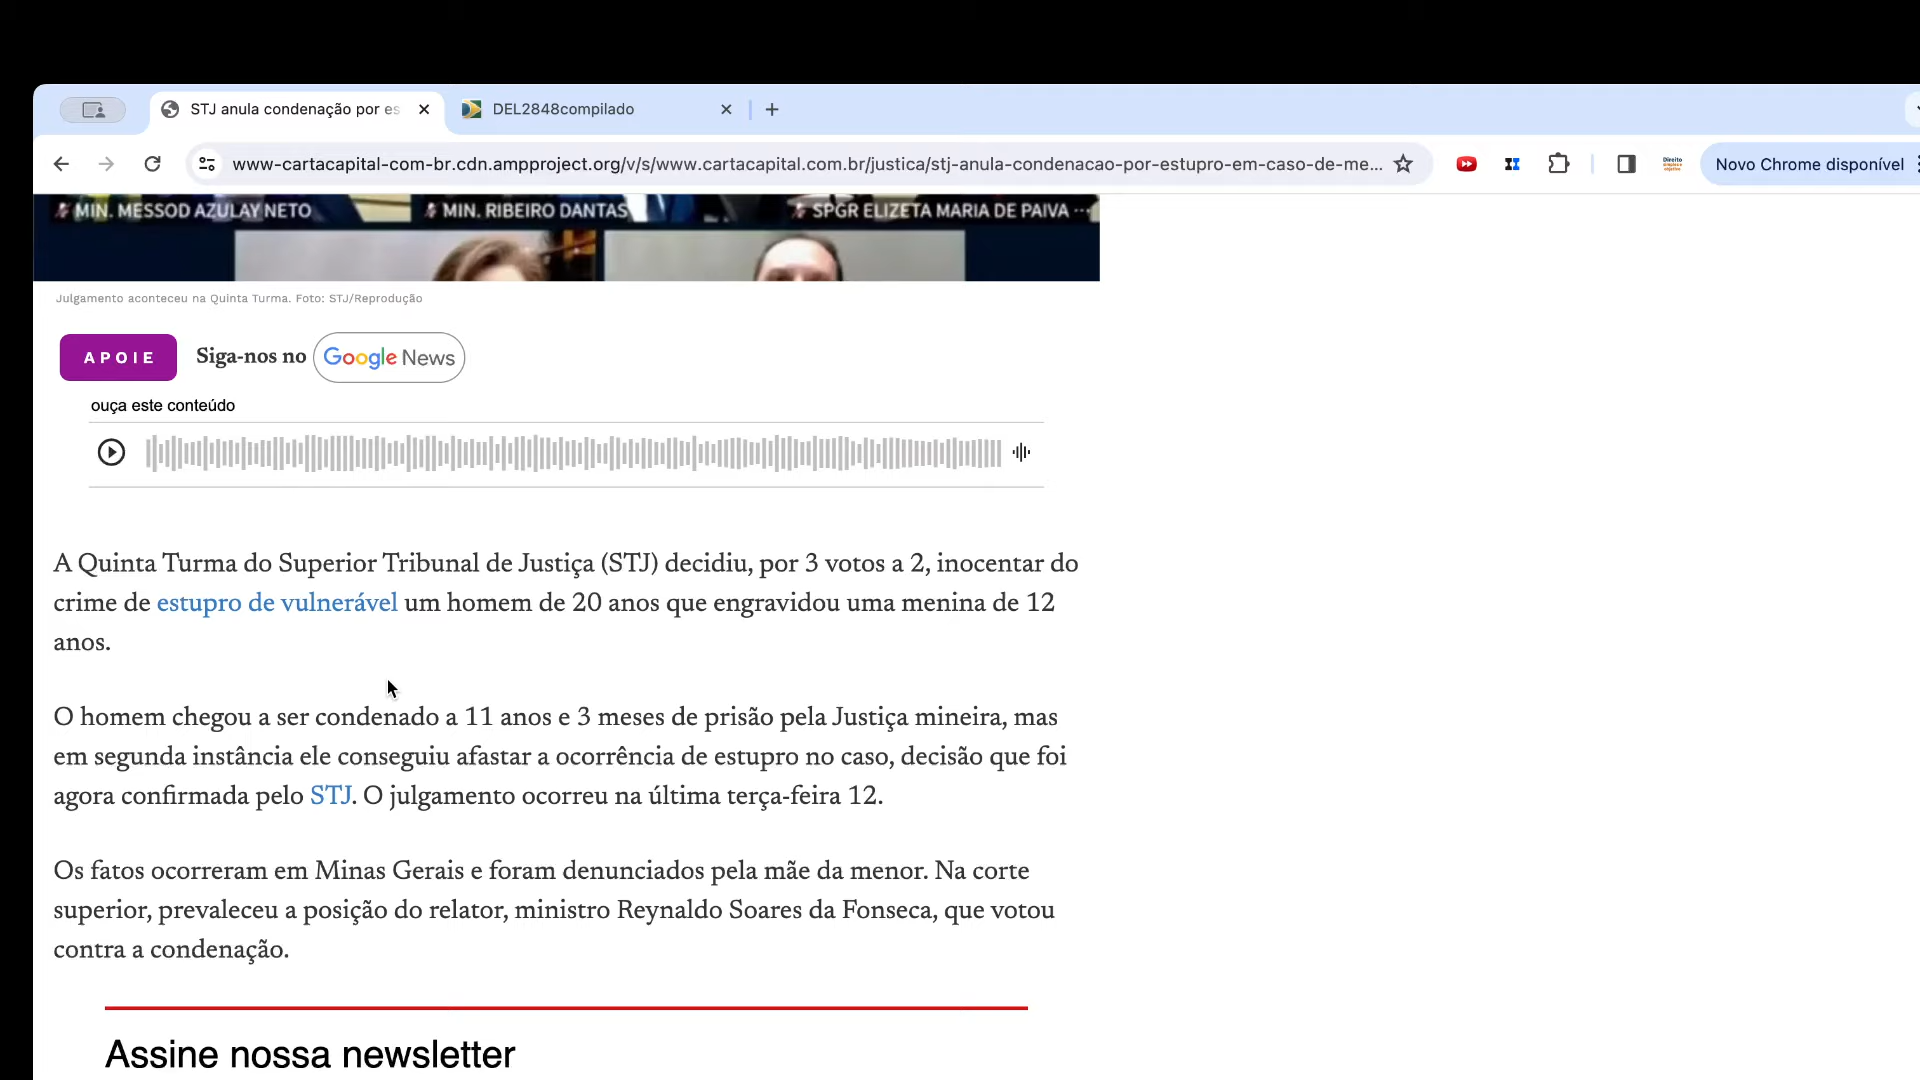 STJ anula condenação por es
DEL2848compilado
www-cartacapital-com-br.cdn.ampproject.org/v/s/www.cartacapital.com.br/justica/stj-anula-condenacao-por-estupro-em-caso-de-me...
Direito
Novo Chrome disponível
MIN. MESSOD AZULAY NETO
MIN. RIBEIRO DANTAS
SPGR ELIZETA MARIA DE PAIVA ...
Julgamento aconteceu na Quinta Turma. Foto: STJ/Reprodução
APOIE
Siga-nos no
Google News
ouça este conteúdo
A Quinta Turma do Superior Tribunal de Justiça (STJ) decidiu, por 3 votos a 2, inocentar do
crime de estupro de vulnerável um homem de 20 anos que engravidou uma menina de 12
anos.
O homem chegou a ser condenado a 11 anos e 3 meses de prisão pela Justiça mineira, mas
em segunda instância ele conseguiu afastar a ocorrência de estupro no caso, decisão que foi
agora confirmada pelo STJ. O julgamento ocorreu na última terça-feira 12.
Os fatos ocorreram em Minas Gerais e foram denunciados pela mãe da menor. Na corte
superior, prevaleceu a posição do relator, ministro Reynaldo Soares da Fonseca, que votou
contra a condenação.
Assine nossa newsletter